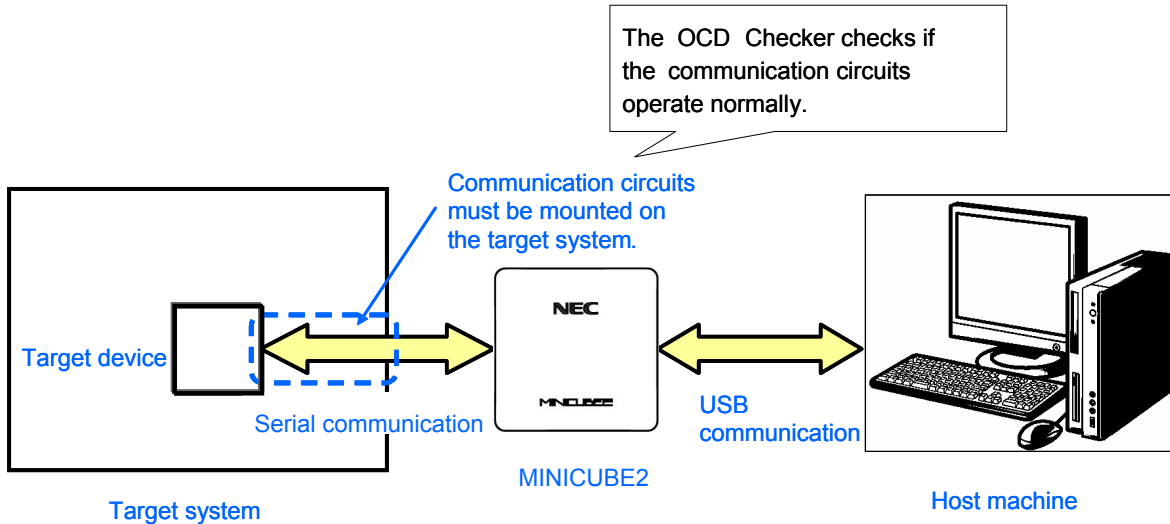 The OCD Checker checks if
the communication circuits
operate normally.
Communication circuits
must be mounted on
the target system.
NEC
MINICUBE2
Target device
Serial communication
USB
communication
MINICUBE2
Target system
Host machine